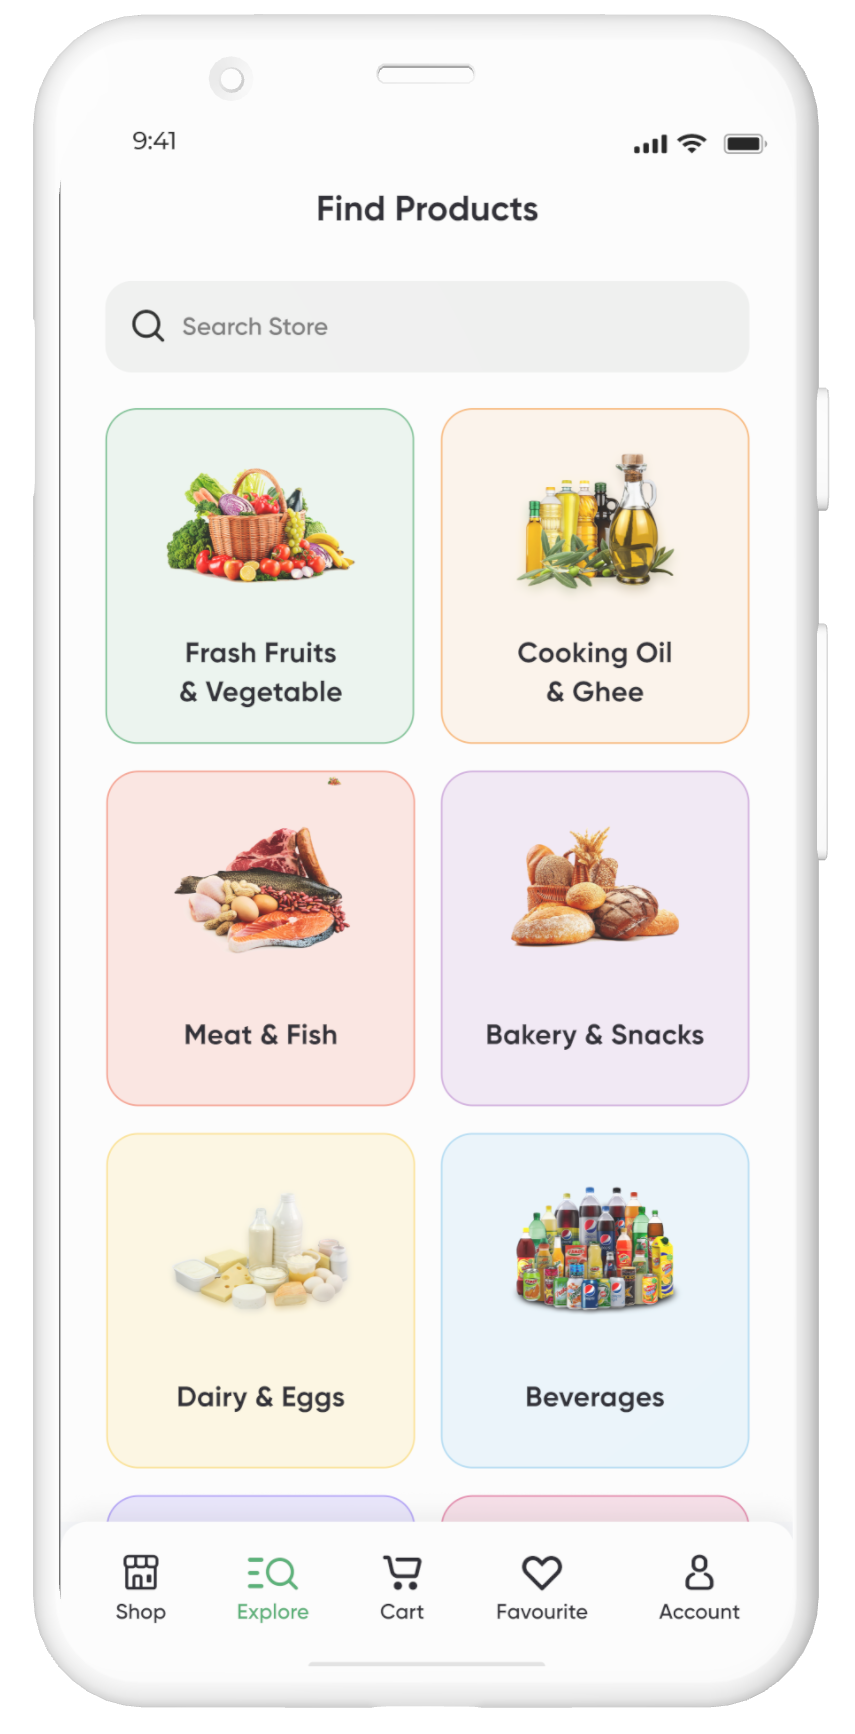 9:41
Find Products
Search Store
Frash Fruits
& Vegetable
Cooking Oil
& Ghee
Meat & Fish
Bakery & Snacks
Dairy & Eggs
Beverages
Shop
Explore
Cart
Favourite
Account